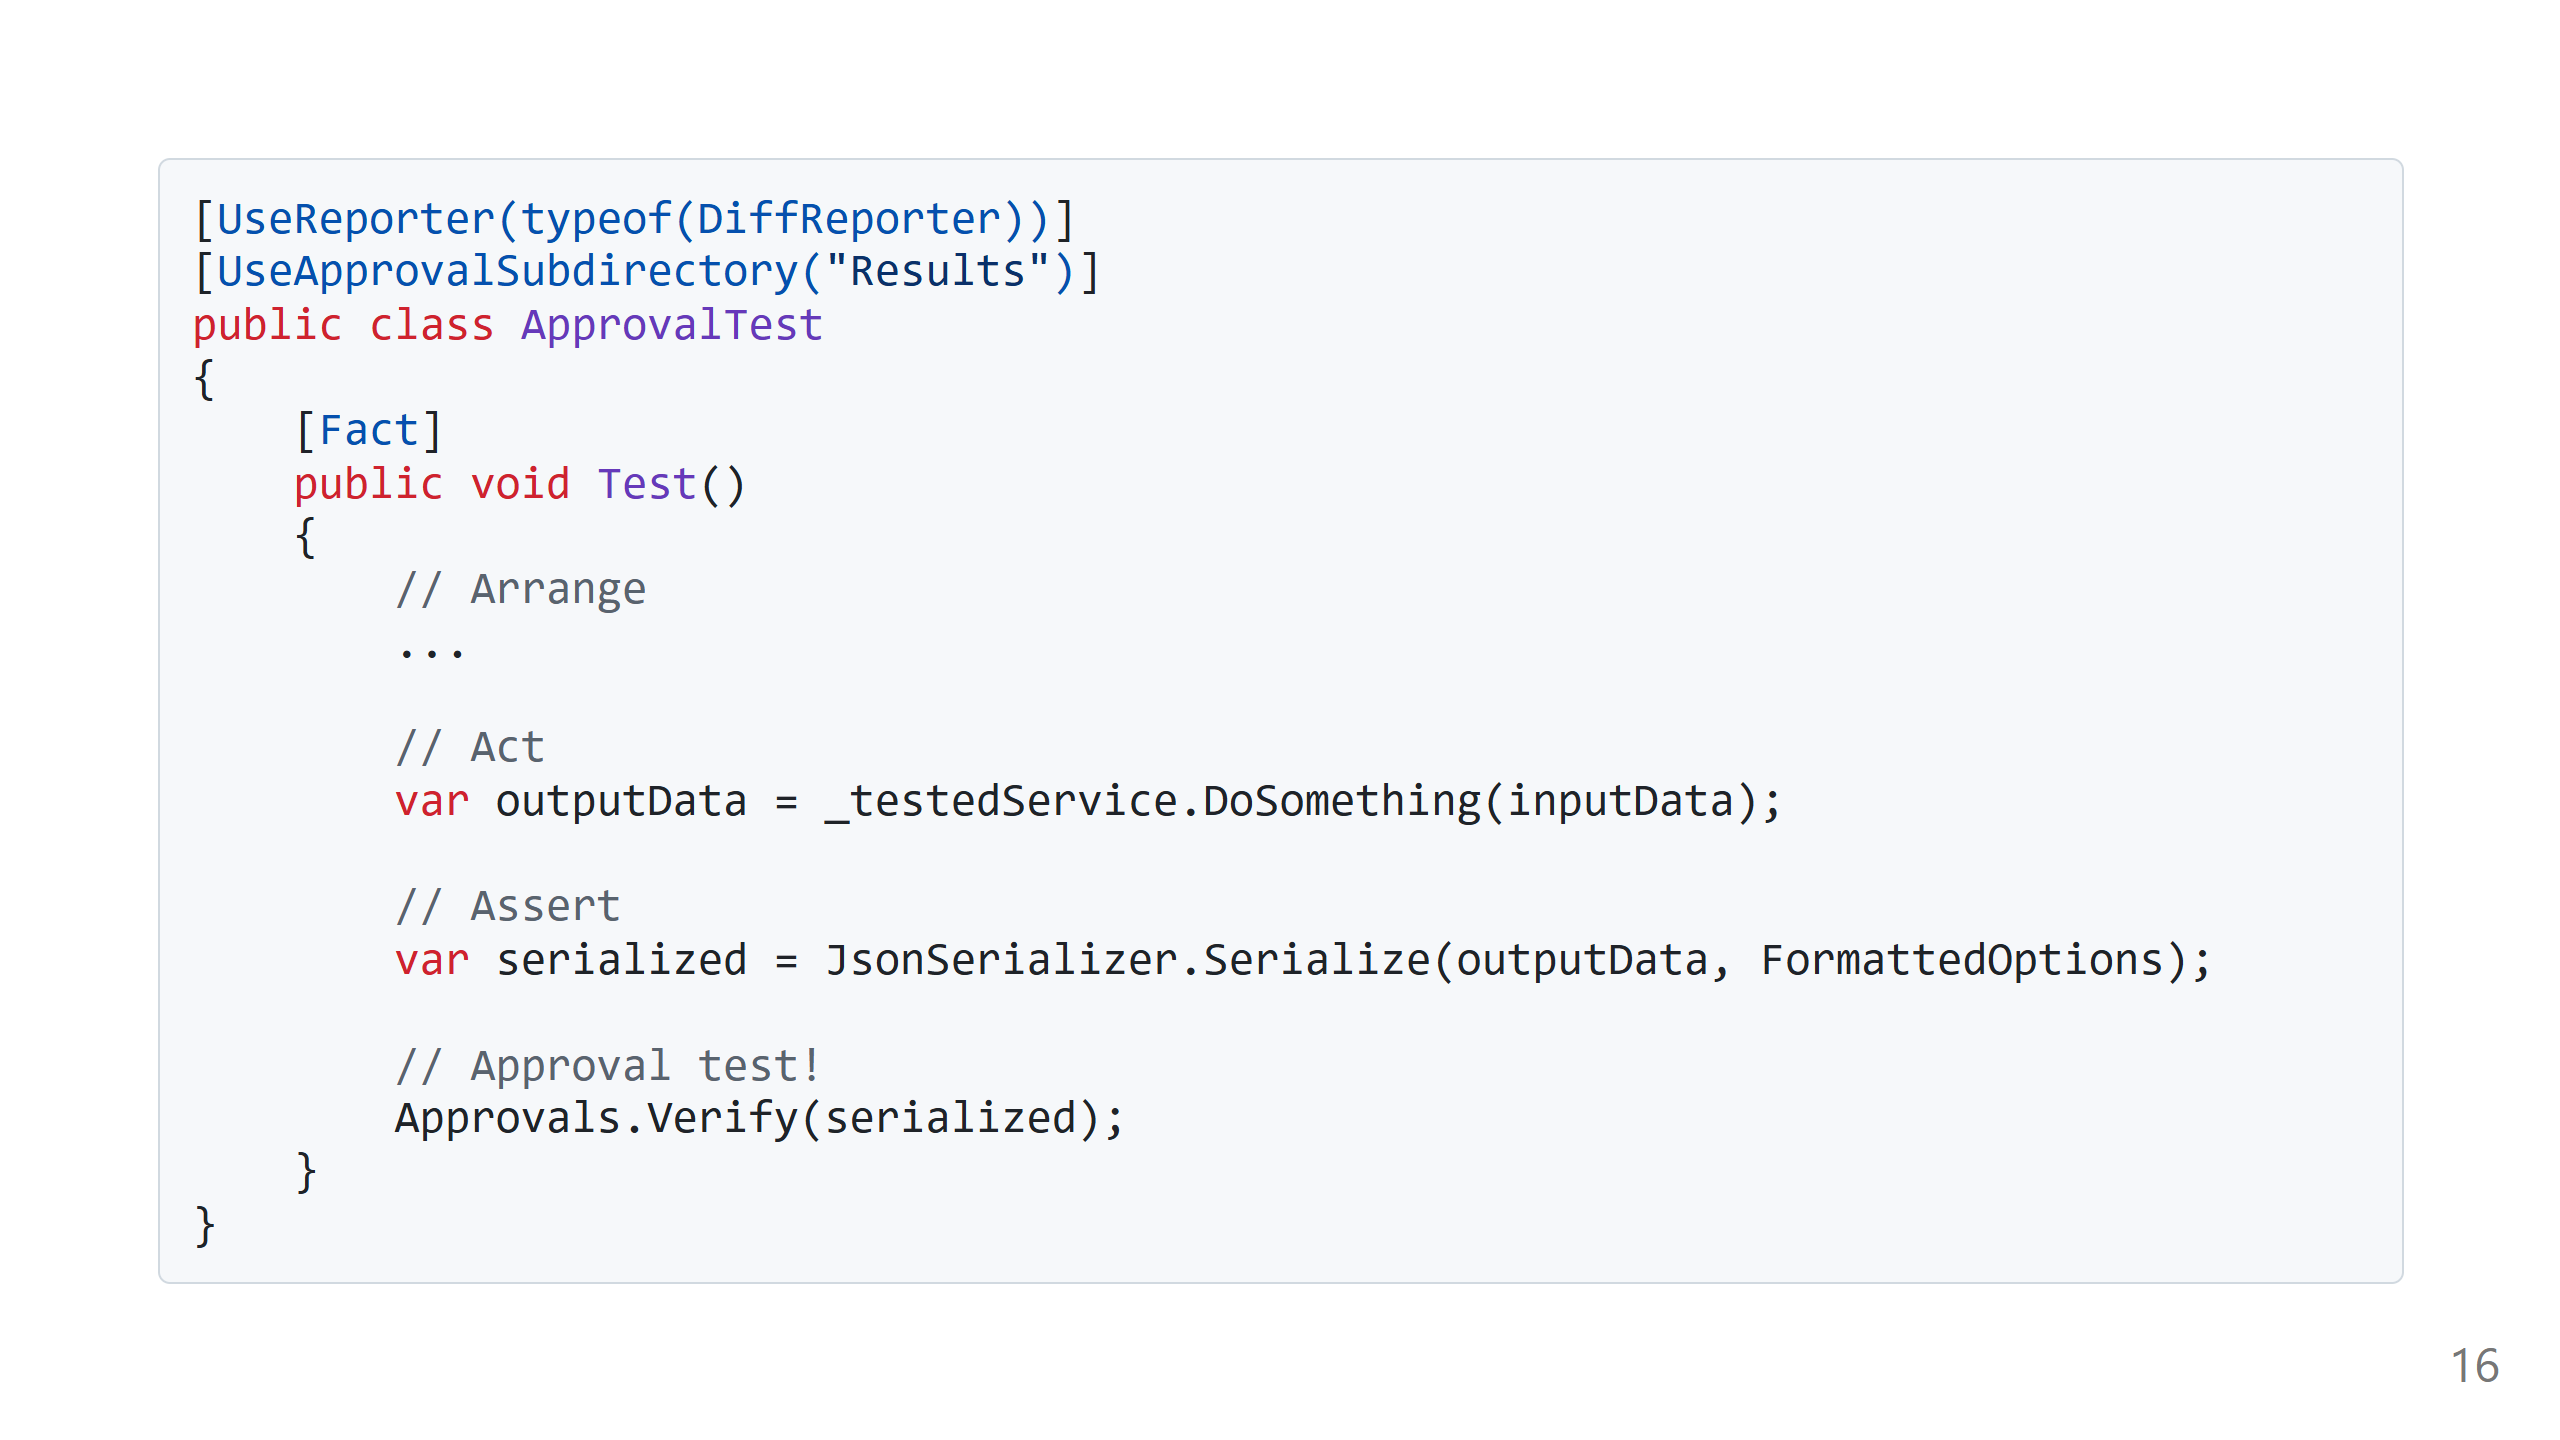 [UseReporter(typeof(DiffReporter))]
[UseApprovalSubdirectory("Results")]
public class ApprovalTest
{
    [Fact]
    public void Test()
    {
        // Arrange
        ...

        // Act
        var outputData = _testedService.DoSomething(inputData);

        // Assert
        var serialized = JsonSerializer.Serialize(outputData, FormattedOptions);

        // Approval test!
        Approvals.Verify(serialized);
    }
}
16